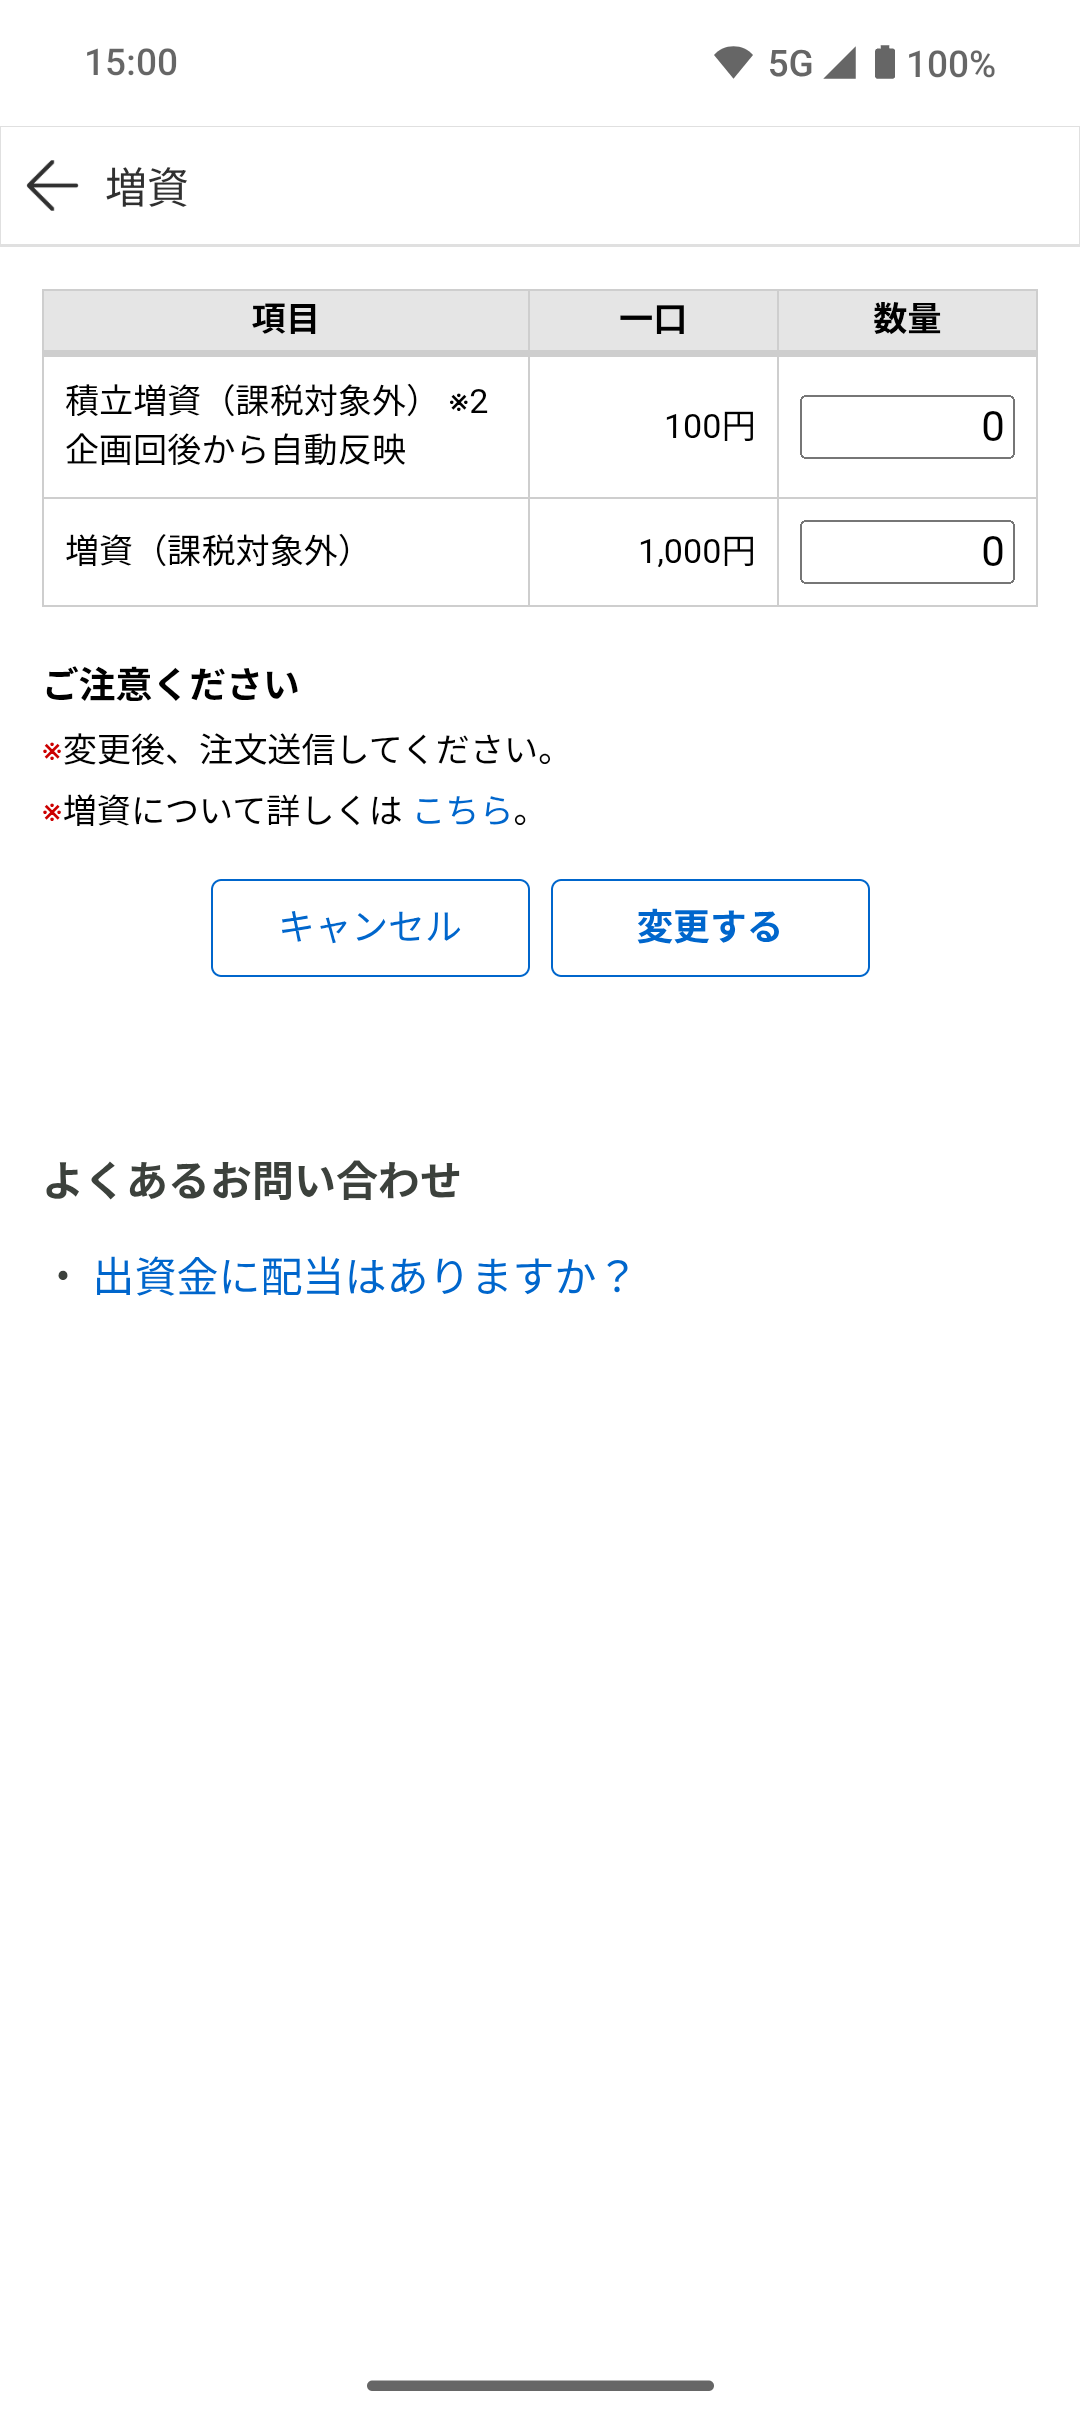 15:00 5G 100%
増資
項目 一口 数量
積立増資（課税対象外） ※2
企画回後から自動反映
100円 0
増資（課税対象外） 1,000円 0
ご注意ください
※変更後、注文送信してください。
※増資について詳しくは こちら。
キャンセル 変更する
よくあるお問い合わせ
・ 出資金に配当はありますか？